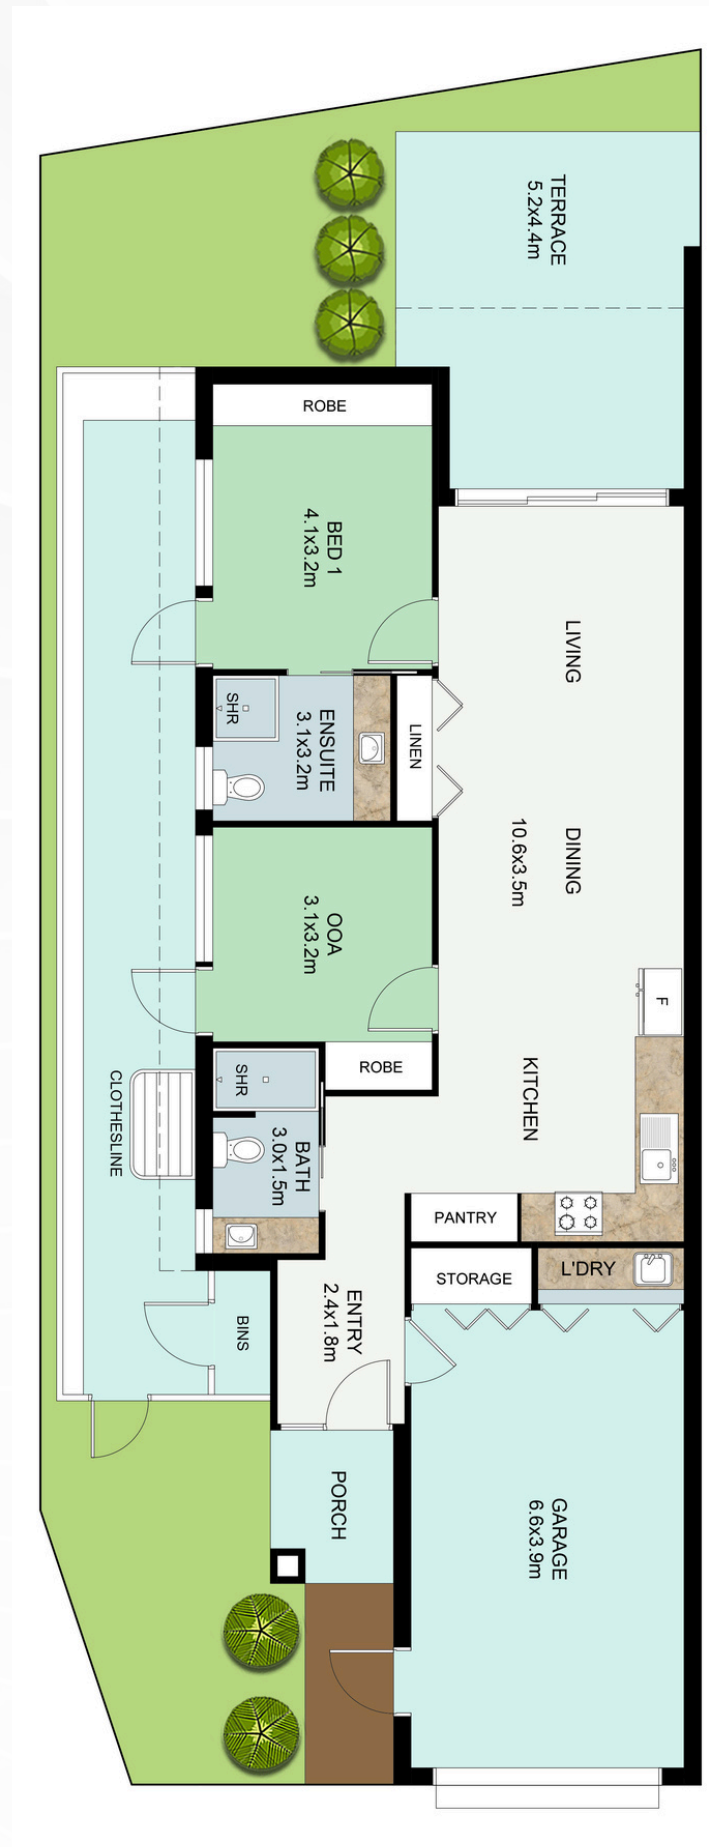 TERRACE
5.2x4.4m
ROBE
BED 1
4.1x3.2m
LIVING
SHR
ENSUITE
3.1x3.2m
LINEN
DINING
10.6x3.5m
OOA
3.1x3.2m
F
ROBE
KITCHEN
SHR
CLOTHESLINE
BATH
3.0x1.5m
PANTRY
STORAGE
L'DRY
ENTRY
2.4x1.8m
BINS
PORCH
GARAGE
6.6x3.9m